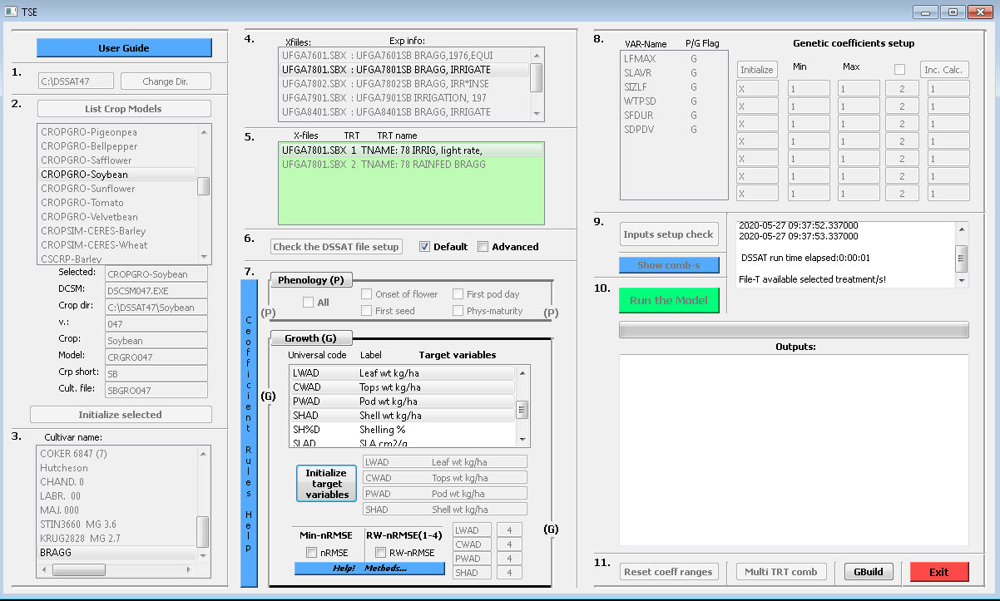 TSE
User Guide
1.
C:\DSSAT47
Change Dir.
2.
List Crop Models
CROPGRO-Pigeonpea
CROPGRO-Bellpepper
CROPGRO-Safflower
CROPGRO-Soybean
CROPGRO-Sunflower
CROPGRO-Tomato
CROPGRO-Velvetbean
CROPSIM-CERES-Barley
CROPSIM-CERES-Wheat
CSCRP-Barley
Selected: CROPGRO-Soybean
DCSM: DSCSM047.EXE
Crop dir: C:\DSSAT47\Soybean
v.: 047
Crop: Soybean
Model: CRGRO047
Crp short: SB
Cult. file: SBGRO047
Initialize selected
3.
Cultivar name:
COKER 6847 (7)
Hutcheson
CHAND. 0
LABR. 00
MAJ. 000
STIN3660 MG 3.6
KRUG2828 MG 2.7
BRAGG
4.
Xfiiles: Exp info:
UFGA7601.SBX : UFGA7601SB BRAGG,1976,EQUI
UFGA7801.SBX : UFGA7801SB BRAGG, IRRIGATE
UFGA7802.SBX : UFGA7802SB BRAGG, IRR*INSE
UFGA7901.SBX : UFGA7901SB IRRIGATION, 197
UFGA8401.SBX : UFGA8401SB BRAGG, IRRIGATE
5.
X-files TRT TRT name
UFGA7801.SBX 1 TNAME: 78 IRRIG, light rate,
UFGA7801.SBX 2 TNAME: 78 RAINFED BRAGG
6.
Check the DSSAT file setup
Default
Advanced
7.
Ceofficient Rules Help
Phenology (P)
(P)
All
Onset of flower
First pod day
First seed
Phys-maturity
(P)
Growth (G)
Universal code Label Target variables
(G)
LWAD Leaf wt kg/ha
CWAD Tops wt kg/ha
PWAD Pod wt kg/ha
SHAD Shell wt kg/ha
SH%D Shelling %
SLAD SLA cm2/g
Initialize
target
variables
LWAD Leaf wt kg/ha
CWAD Tops wt kg/ha
PWAD Pod wt kg/ha
SHAD Shell wt kg/ha
Min-nRMSE
nRMSE
RW-nRMSE(1-4)
RW-nRMSE
Help! Methods...
LWAD 4
CWAD 4
PWAD 4
SHAD 4
(G)
8.
VAR-Name P/G Flag
LFMAX G
SLAVR G
SIZLF G
WTPSD G
SFDUR G
SDPDV G
Genetic coefficients setup
Initialize Min Max Inc. Calc.
X 1 1 2 1
X 1 1 2 1
X 1 1 2 1
X 1 1 2 1
X 1 1 2 1
X 1 1 2 1
X 1 1 2 1
9.
Inputs setup check
Show comb-s
2020-05-27 09:37:52.337000
2020-05-27 09:37:53.337000
DSSAT run time elapsed:0:00:01
File-T available selected treatment/s!
10.
Run the Model
Outputs:
11.
Reset coeff ranges
Multi TRT comb
GBuild
Exit